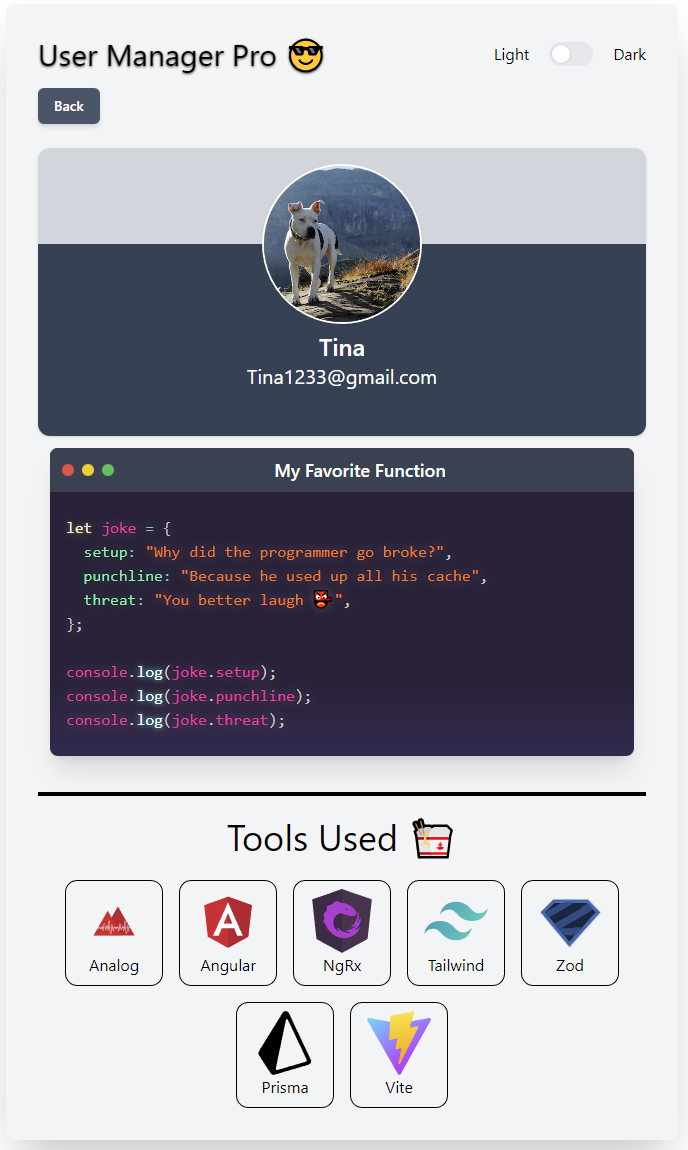 User Manager Pro 😎
Light
Dark
Back
Tina
Tina1233@gmail.com
My Favorite Function
let joke = {
  setup: "Why did the programmer go broke?",
  punchline: "Because he used up all his cache",
  threat: "You better laugh 👺",
};
console.log(joke.setup);
console.log(joke.punchline);
console.log(joke.threat);
Tools Used 🥡
Analog
Angular
NgRx
Tailwind
Zod
Prisma
Vite